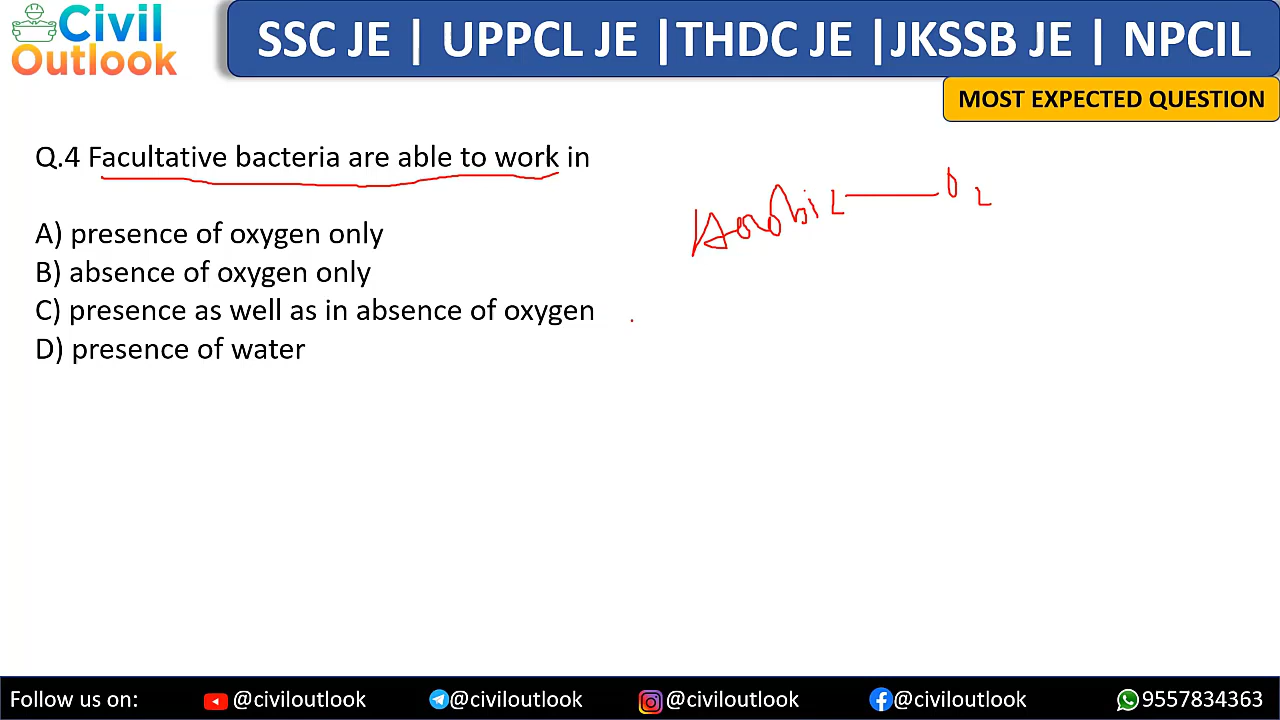 Civil
Outlook
SSC JE | UPPCL JE |THDC JE |JKSSB JE | NPCIL
MOST EXPECTED QUESTION
Q.4 Facultative bacteria are able to work in
Aerobic — O2
A) presence of oxygen only
B) absence of oxygen only
C) presence as well as in absence of oxygen
D) presence of water
Follow us on: @civiloutlook @civiloutlook @civiloutlook @civiloutlook 9557834363